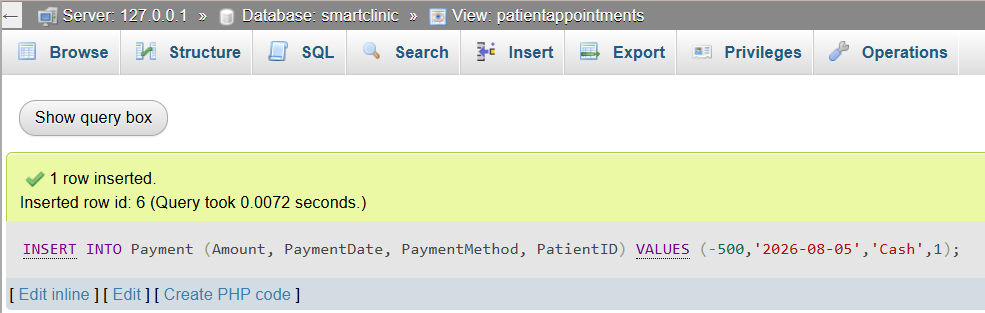 ← Server: 127.0.0.1 » Database: smartclinic » View: patientappointments
Browse Structure SQL Search Insert Export Privileges Operations
Show query box
1 row inserted.
Inserted row id: 6 (Query took 0.0072 seconds.)
INSERT INTO Payment (Amount, PaymentDate, PaymentMethod, PatientID) VALUES (-500,'2026-08-05','Cash',1);
[ Edit inline ] [ Edit ] [ Create PHP code ]